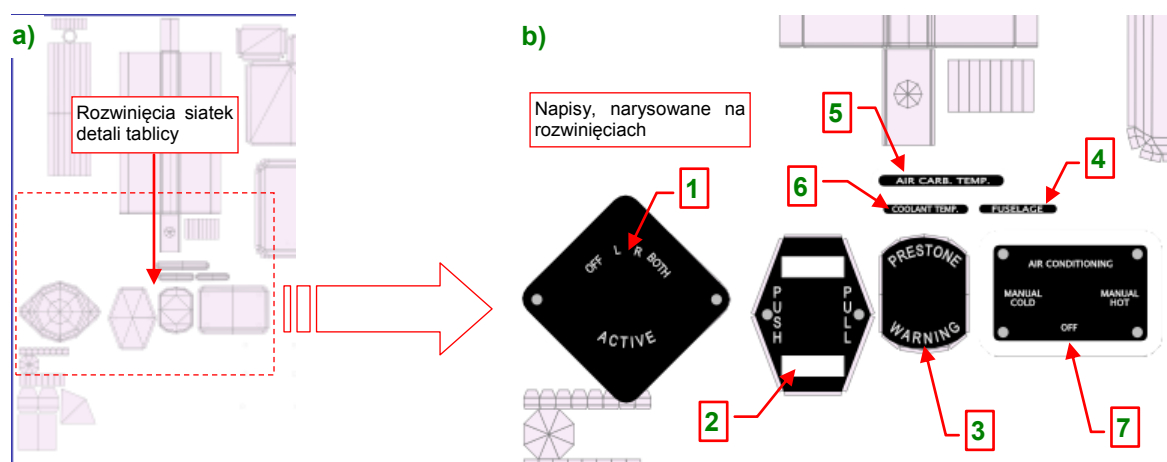 a)
Rozwinięcia siatek
detali tablicy
b)
Napisy, narysowane na
rozwinięciach
5
4
6
1
AIR CARB. TEMP.
COOLANT TEMP.
FUSELAGE
OFF L R BOTH
ACTIVE
PUSH
PULL
PRESTONE
WARNING
AIR CONDITIONING
MANUAL
COLD
MANUAL
HOT
OFF
2
3
7